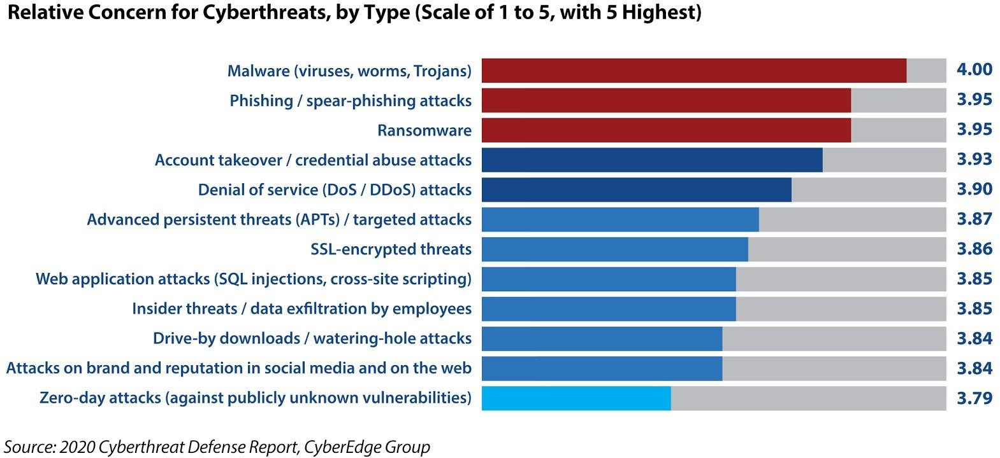 Relative Concern for Cyberthreats, by Type (Scale of 1 to 5, with 5 Highest)
Malware (viruses, worms, Trojans) 4.00
Phishing / spear-phishing attacks 3.95
Ransomware 3.95
Account takeover / credential abuse attacks 3.93
Denial of service (DoS / DDoS) attacks 3.90
Advanced persistent threats (APTs) / targeted attacks 3.87
SSL-encrypted threats 3.86
Web application attacks (SQL injections, cross-site scripting) 3.85
Insider threats / data exfiltration by employees 3.85
Drive-by downloads / watering-hole attacks 3.84
Attacks on brand and reputation in social media and on the web 3.84
Zero-day attacks (against publicly unknown vulnerabilities) 3.79
Source: 2020 Cyberthreat Defense Report, CyberEdge Group